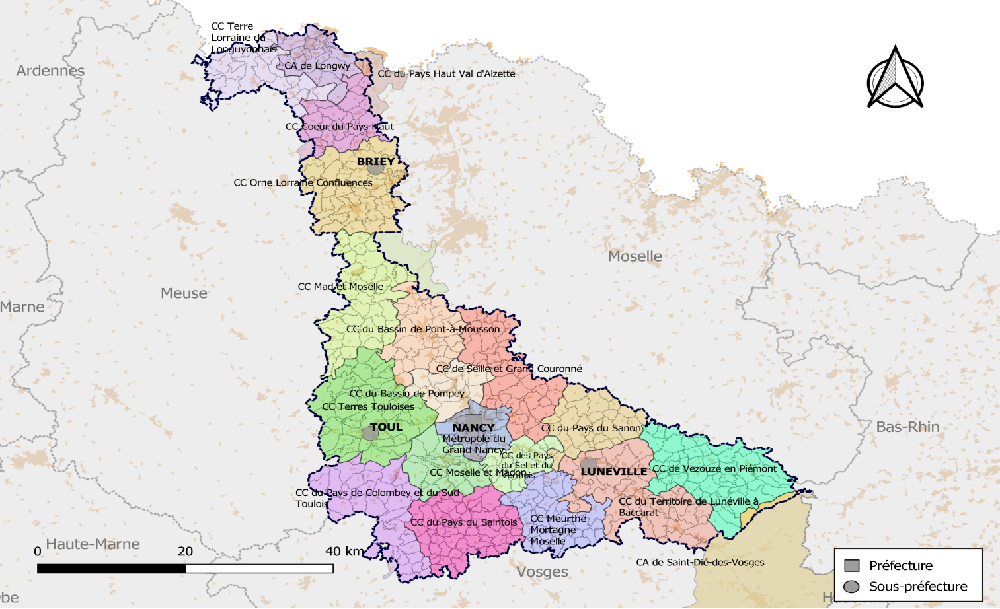 CC Terre
Lorraine du
Longuyonnais
Ardennes
CA de Longwy
CC du Pays Haut Val d'Alzette
CC Coeur du Pays Haut
BRIEY
CC Orne Lorraine Confluences
Moselle
Meuse
CC Mad et Moselle
Marne
CC du Bassin de Pont-à-Mousson
CC de Seille et Grand Couronné
CC du Bassin de Pompey
CC Terres Touloises
TOUL
NANCY
Métropole du
Grand Nancy
CC du Pays du Sanon
Bas-Rhin
CC des Pays
du Sel et du
Vermois
CC Moselle et Madon
LUNEVILLE
CC de Vezouze en Piémont
CC du Pays de Colombey et du Sud
Toulois
CC du Territoire de Lunéville à
Baccarat
CC du Pays du Saintois
CC Meurthe
Mortagne
Moselle
Haute-Marne
0 20 40 km
CA de Saint-Dié-des-Vosges
Vosges
Préfecture
Sous-préfecture
be